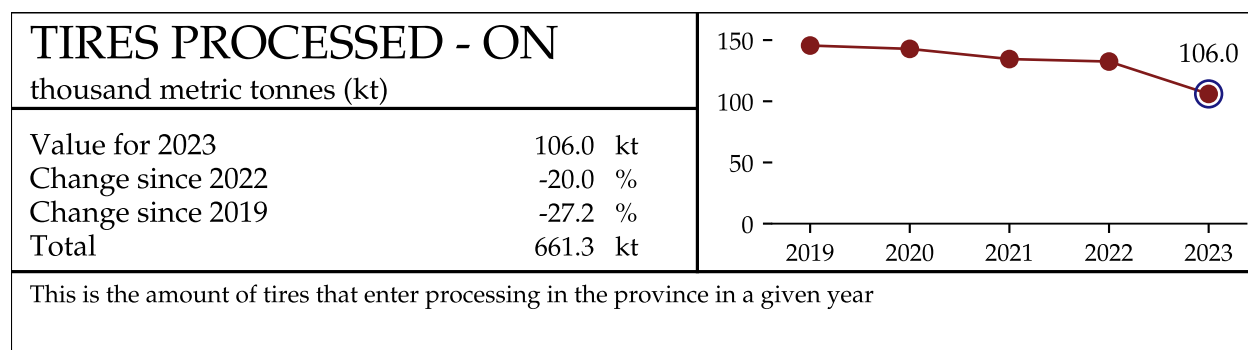 TIRES PROCESSED - ON
thousand metric tonnes (kt)
Value for 2023 106.0 kt
Change since 2022 -20.0 %
Change since 2019 -27.2 %
Total 661.3 kt
150
100
50
0
106.0
2019 2020 2021 2022 2023
This is the amount of tires that enter processing in the province in a given year